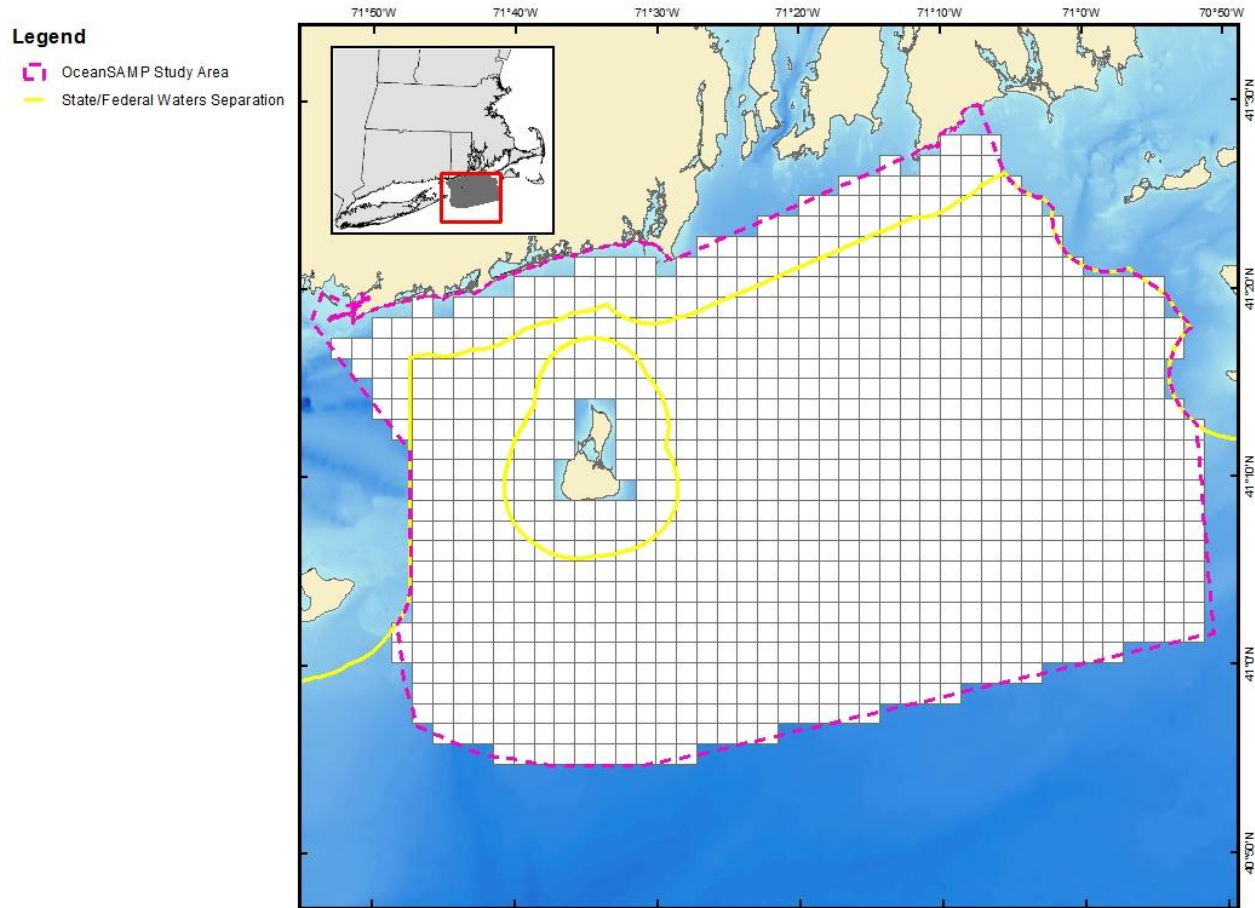 71°50'W 71°40'W 71°30'W 71°20'W 71°10'W 71°0'W 70°50'W
Legend
OceanSAMP Study Area
State/Federal Waters Separation
41°30'N
41°20'N
41°10'N
41°0'N
40°50'N